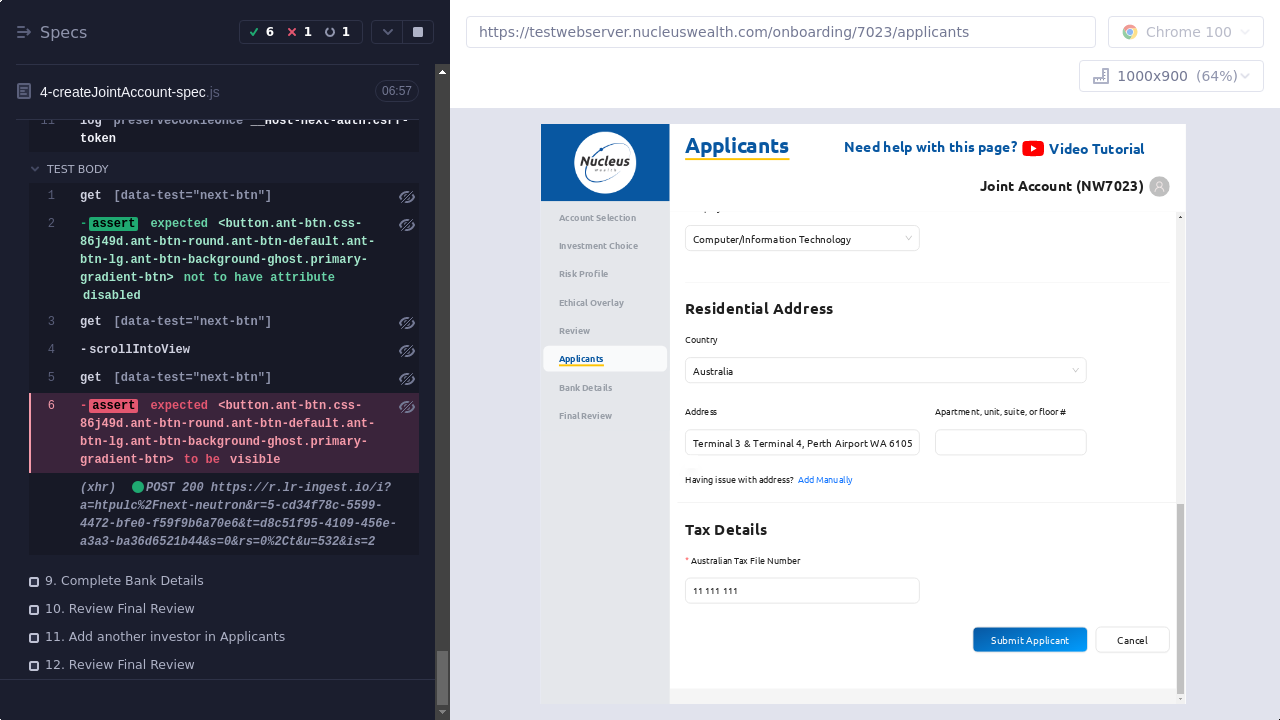 Specs
6
1
1
4-createJointAccount-spec.js
06:57
11
log preserveCookieOnce __Host-next-auth.csrf-
token
TEST BODY
1 get [data-test="next-btn"]
2 -assert expected <button.ant-btn.css-
86j49d.ant-btn-round.ant-btn-default.ant-
btn-lg.ant-btn-background-ghost.primary-
gradient-btn> not to have attribute
disabled
3 get [data-test="next-btn"]
4 -scrollIntoView
5 get [data-test="next-btn"]
6 -assert expected <button.ant-btn.css-
86j49d.ant-btn-round.ant-btn-default.ant-
btn-lg.ant-btn-background-ghost.primary-
gradient-btn> to be visible
(xhr) POST 200 https://r.lr-ingest.io/i?
a=htpulc%2Fnext-neutron&r=5-cd34f78c-5599-
4472-bfe0-f59f9b6a70e6&t=d8c51f95-4109-456e-
a3a3-ba36d6521b44&s=0&rs=0%2Ct&u=532&is=2
9. Complete Bank Details
10. Review Final Review
11. Add another investor in Applicants
12. Review Final Review
https://testwebserver.nucleuswealth.com/onboarding/7023/applicants
Chrome 100
1000x900 (64%)
Nucleus
Wealth
Applicants
Need help with this page? Video Tutorial
Joint Account (NW7023)
Account Selection
Investment Choice
Risk Profile
Ethical Overlay
Review
Applicants
Bank Details
Final Review
Computer/Information Technology
Residential Address
Country
Australia
Address
Apartment, unit, suite, or floor #
Terminal 3 & Terminal 4, Perth Airport WA 6105
Having issue with address? Add Manually
Tax Details
* Australian Tax File Number
11 111 111
Submit Applicant
Cancel